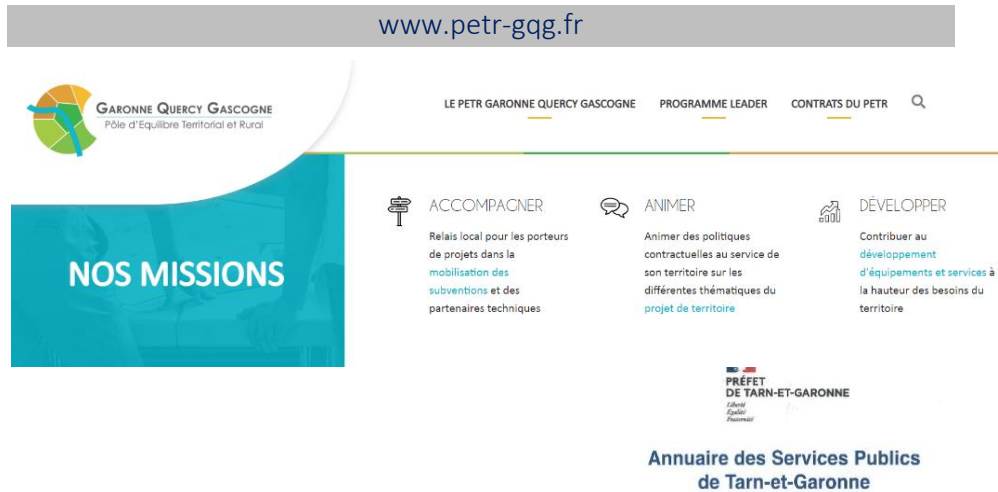 www.petr-gqg.fr
GARONNE QUERCY GASCOGNE
Pôle d'Equilibre Territorial et Rural
LE PETR GARONNE QUERCY GASCOGNE
PROGRAMME LEADER
CONTRATS DU PETR
NOS MISSIONS
ACCOMPAGNER
Relais local pour les porteurs
de projets dans la
mobilisation des
subventions et des
partenaires techniques
ANIMER
Animer des politiques
contractuelles au service de
son territoire sur les
différentes thématiques du
projet de territoire
DÉVELOPPER
Contribuer au
développement
d'équipements et services à
la hauteur des besoins du
territoire
PRÉFET
DE TARN-ET-GARONNE
Liberté
Égalité
Fraternité
Annuaire des Services Publics
de Tarn-et-Garonne